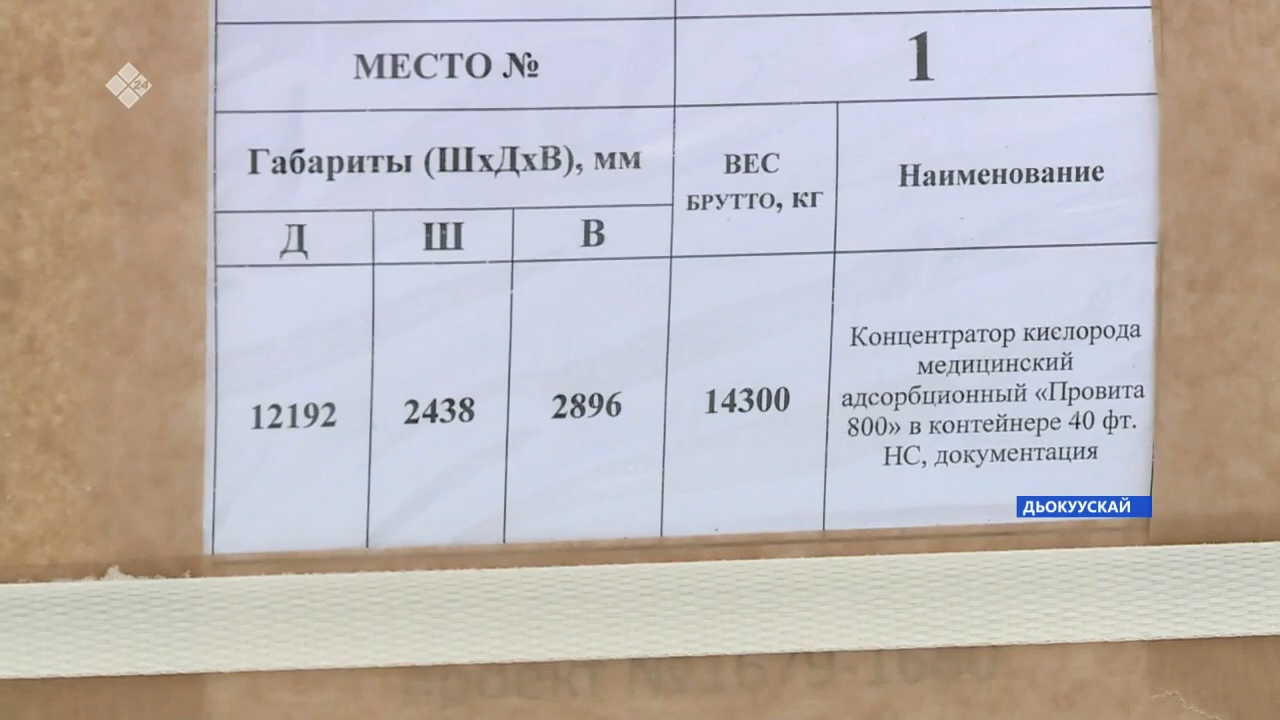 24
МЕСТО № 1
Габариты (ШхДхВ), мм
ВЕС
БРУТТО, КГ
Наименование
Д Ш В
12192 2438 2896 14300
Концентратор кислорода
медицинский
адсорбционный «Провита
800» в контейнере 40 фт.
НС, документация
ДЬОКУУСКАЙ